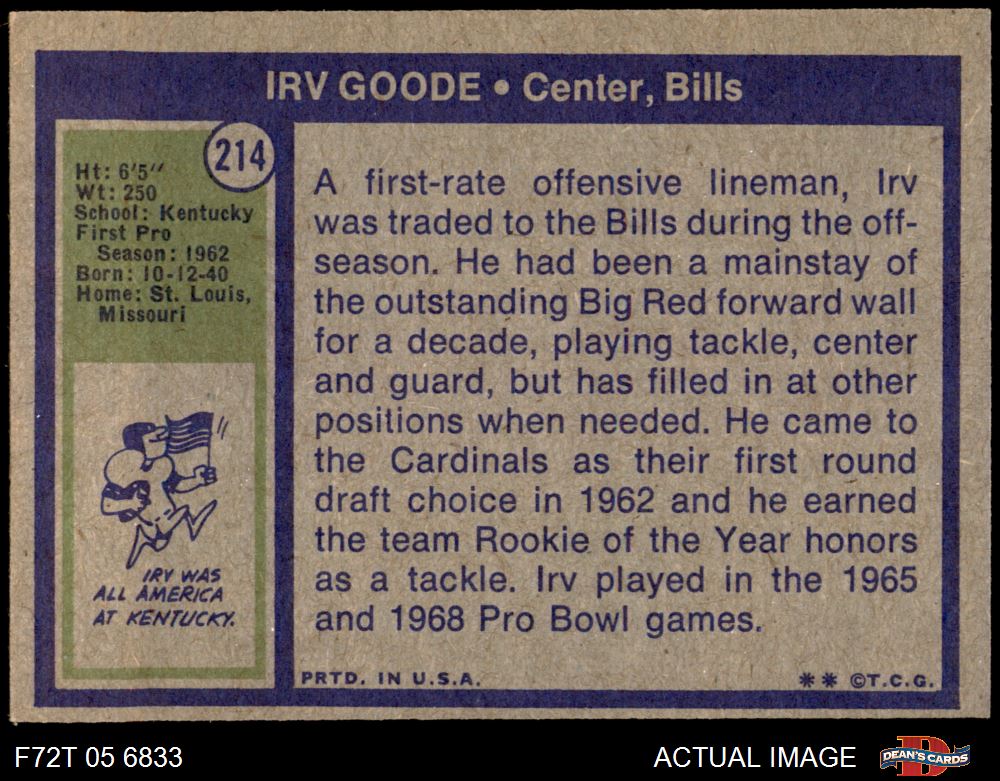 IRV GOODE • Center, Bills
214
Ht: 6'5"
Wt: 250
School: Kentucky
First Pro
Season: 1962
Born: 10-12-40
Home: St. Louis,
Missouri
IRV WAS
ALL AMERICA
AT KENTUCKY.
A first-rate offensive lineman, Irv
was traded to the Bills during the off-
season. He had been a mainstay of
the outstanding Big Red forward wall
for a decade, playing tackle, center
and guard, but has filled in at other
positions when needed. He came to
the Cardinals as their first round
draft choice in 1962 and he earned
the team Rookie of the Year honors
as a tackle. Irv played in the 1965
and 1968 Pro Bowl games.
PRTD. IN U.S.A.
** ©T.C.G.
F72T 05 6833
ACTUAL IMAGE
D
DEAN'S CARDS